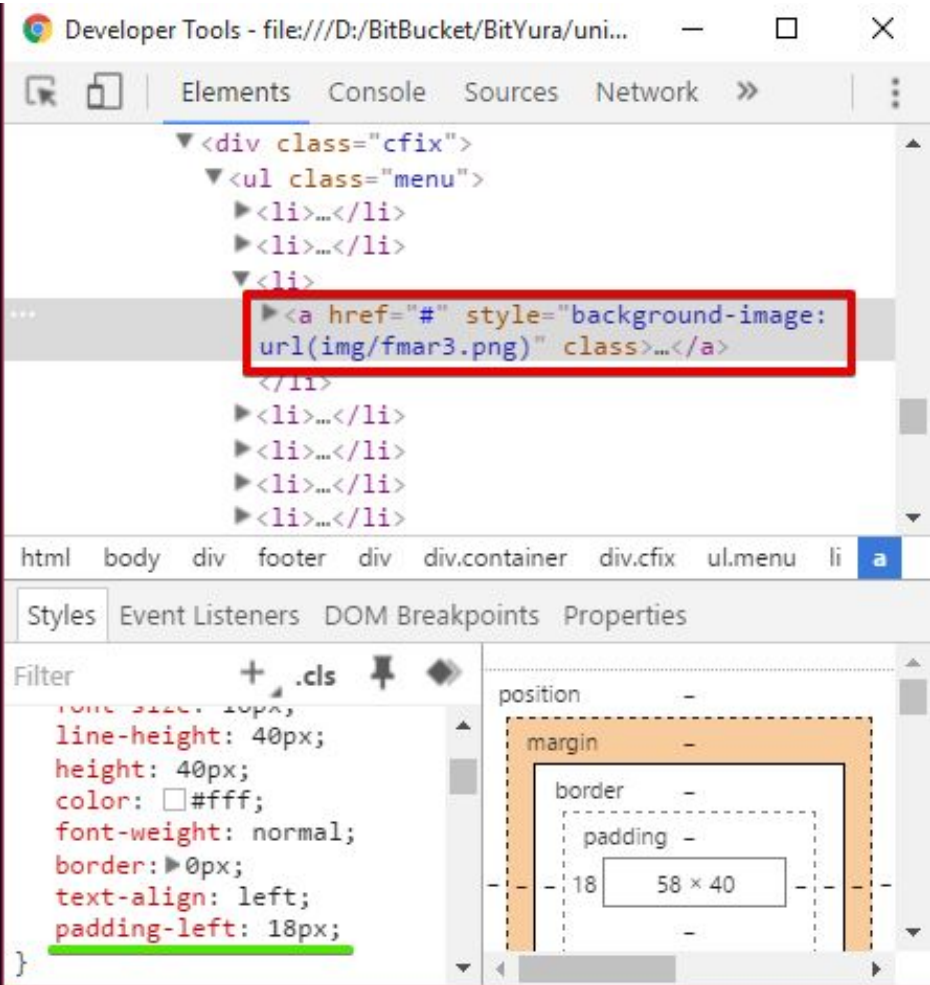 Developer Tools - file:///D:/BitBucket/BitYura/uni...
Elements Console Sources Network »
▼<div class="cfix">
▼<ul class="menu">
▶<li>…</li>
▶<li>…</li>
▼<li>
▶<a href="#" style="background-image:
url(img/fmar3.png)" class>…</a>
</li>
▶<li>…</li>
▶<li>…</li>
▶<li>…</li>
▶<li>…</li>
html body div footer div div.container div.cfix ul.menu li a
Styles Event Listeners DOM Breakpoints Properties
Filter + .cls
line-height: 40px;
height: 40px;
color: #fff;
font-weight: normal;
border:▶0px;
text-align: left;
padding-left: 18px;
}
position -
margin -
border -
padding -
- - - 18 58 × 40 - - - -
-